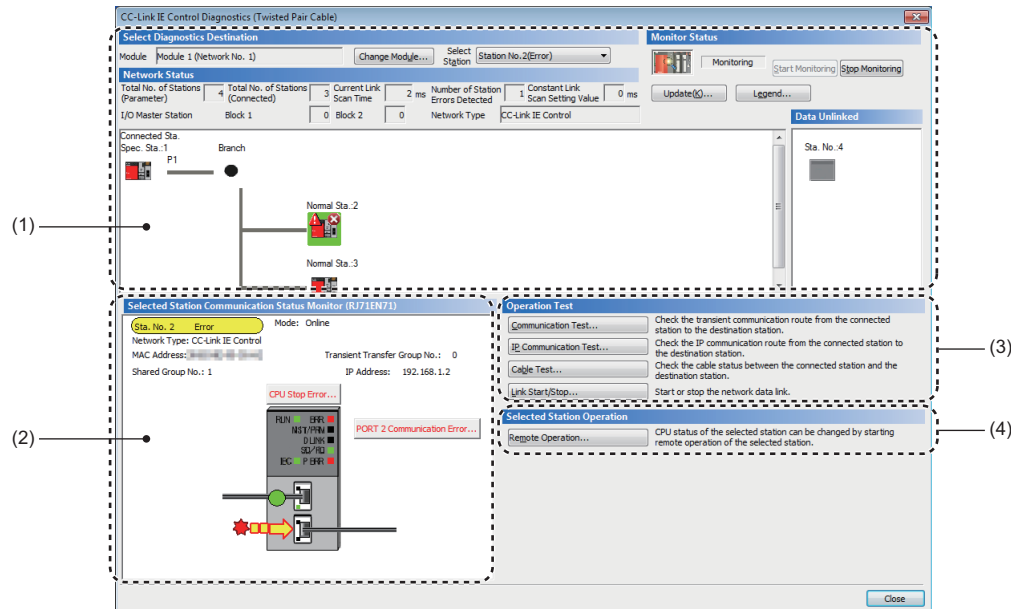 CC-Link IE Control Diagnostics (Twisted Pair Cable)
Select Diagnostics Destination
Monitor Status
Module Module 1 (Network No. 1) Change Module... Select Station Station No.2(Error)
Monitoring Start Monitoring Stop Monitoring
Network Status
Total No. of Stations (Parameter) 4 Total No. of Stations (Connected) 3 Current Link Scan Time 2 ms Number of Station Errors Detected 1 Constant Link Scan Setting Value 0 ms
Update(K)... Legend...
I/O Master Station Block 1 0 Block 2 0 Network Type CC-Link IE Control
Data Unlinked
Connected Sta.
Spec. Sta.:1 Branch
P1
Sta. No.:4
Normal Sta.:2
(1)
Normal Sta.:3
Selected Station Communication Status Monitor (RJ71EN71)
Sta. No. 2 Error Mode: Online
Network Type: CC-Link IE Control
MAC Address: Transient Transfer Group No.: 0
Shared Group No.: 1 IP Address: 192.168.1.2
CPU Stop Error...
RUN ERR
NST/PRM
D LINK
SD/RD
IEC P ERR
PORT 2 Communication Error...
(2)
Operation Test
Communication Test... Check the transient communication route from the connected station to the destination station.
IP Communication Test... Check the IP communication route from the connected station to the destination station.
Cable Test... Check the cable status between the connected station and the destination station.
Link Start/Stop... Start or stop the network data link.
(3)
Selected Station Operation
Remote Operation... CPU status of the selected station can be changed by starting remote operation of the selected station.
(4)
Close